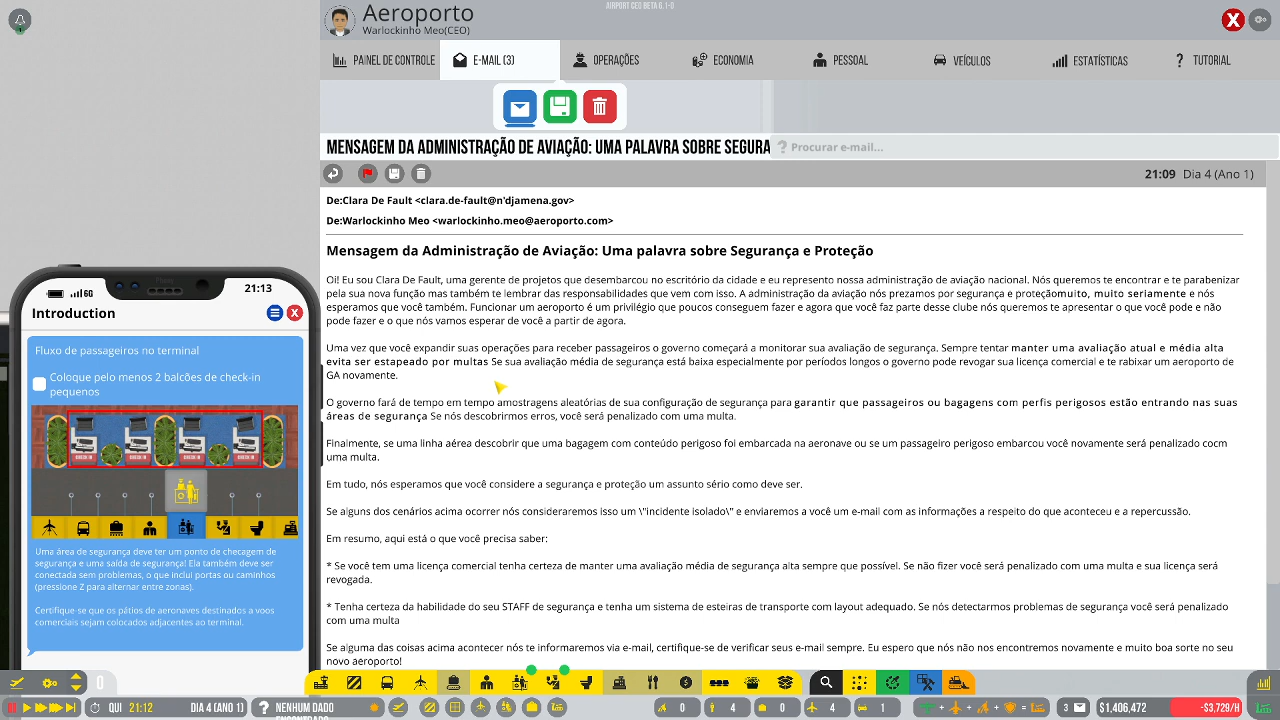 AIRPORT CEO BETA 6.1-0
Aeroporto
Warlockinho Meo(CEO)
PAINEL DE CONTROLE
E-MAIL (3)
OPERAÇÕES
ECONOMIA
PESSOAL
VEÍCULOS
ESTATÍSTICAS
TUTORIAL
MENSAGEM DA ADMINISTRAÇÃO DE AVIAÇÃO: UMA PALAVRA SOBRE SEGURA
Procurar e-mail...
21:09 Dia 4 (Ano 1)
De:Clara De Fault <clara.de-fault@n'djamena.gov>
De:Warlockinho Meo <warlockinho.meo@aeroporto.com>
Mensagem da Administração de Aviação: Uma palavra sobre Segurança e Proteção
Oi! Eu sou Clara De Fault, uma gerente de projetos que desembarcou no escritório da cidade e eu represento nossa administração de aviação nacional. Nós queremos te encontrar e te parabenizar
pela sua nova função mas também te lembrar das responsabilidades que vem com isso. A administração da aviação nós prezamos por segurança e proteçãomuito, muito seriamente e nós
esperamos que você também. Funcionar um aeroporto é um privilégio que poucos conseguem fazer e agora que você faz parte desse clube nós queremos te apresentar o que você pode e não
pode fazer e o que nós vamos esperar de você a partir de agora.
Uma vez que você expandir suas operações para receber passageiros o governo começará a monitorar sua avaliação de segurança. Sempre tentar manter uma avaliação atual e média alta
evita ser estapeado por multas Se sua avaliação média de segurança está baixa especialmente por períodos longos o governo pode revogar sua licença comercial e te rabixar um aeroporto de
GA novamente.
O governo fará de tempo em tempo amostragens aleatórias de sua configuração de segurança para garantir que passageiros ou bagagens com perfis perigosos estão entrando nas suas
áreas de segurança Se nós descobrirmos erros, você será penalizado com uma multa.
Finalmente, se uma linha aérea descobrir que uma bagagem com conteúdo perigoso foi embarcada na aeronave ou se um passageiro perigoso embarcou você novamente será penalizado cocm
uma multa.
Em tudo, nós esperamos que você considere a segurança e proteção um assunto sério como deve ser.
Se alguns dos cenários acima ocorrer nós consideraremos isso um \"incidente isolado\" e enviaremos a você um e-mail com as informações a respeito do que aconteceu e a repercussão.
Em resumo, aqui está o que você precisa saber:
* Se você tem uma licença comercial tenha certeza de manter uma avaliação média de segurança alta sempre que possível. Se não fizer você será penalizado com uma multa e sua licença será
revogada.
* Tenha certeza da habilidade do seu STAFF de segurança e tenha um sistema de esteiras de transporte com layout adequado. Se nós detectarmos problemas de segurança você será penalizado
com uma multa
Se alguma das coisas acima acontecer nós te informaremos via e-mail, certifique-se de verificar seus e-mail sempre. Eu espero que nós não nos encontremos novamente e muito boa sorte no seu
novo aeroporto!
6G
21:13
Introduction
Fluxo de passageiros no terminal
Coloque pelo menos 2 balcões de check-in
pequenos
CHECK-IN CHECK-IN CHECK-IN CHECK-IN
Uma área de segurança deve ter um ponto de checagem de
segurança e uma saída de segurança! Ela também deve ser
conectada sem problemas, o que inclui portas ou caminhos
(pressione Z para alternar entre zonas).
Certifique-se que os pátios de aeronaves destinados a voos
comerciais sejam colocados adjacentes ao terminal.
0
QUI 21:12 DIA 4 (ANO 1)
? NENHUM DADO
ENCONTRADO
0 4 0 4 1 3 $1,406,472 -$3,729/H